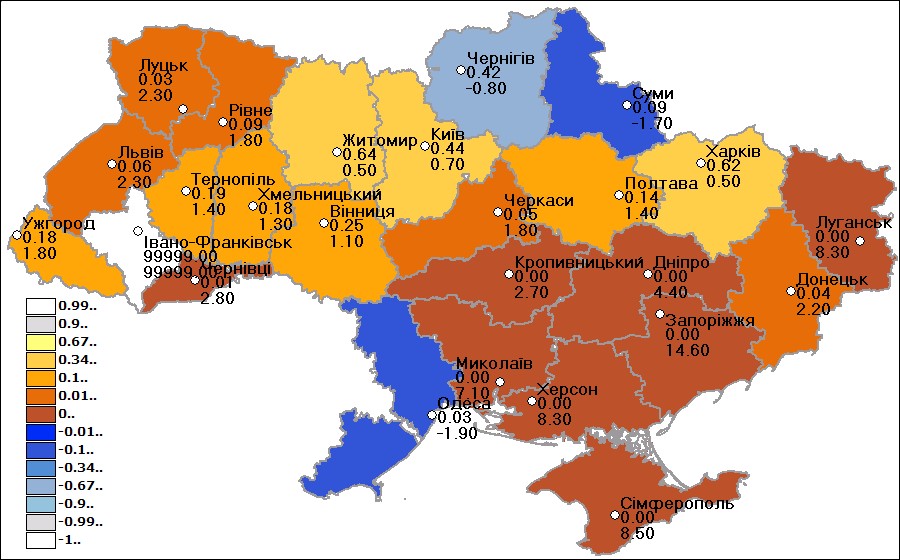 Луцьк
0.03
2.30
Рівне
0.09
1.80
Львів
0.06
2.30
Тернопіль
0.19
1.40
Хмельницький
0.18
1.30
Вінниця
0.25
1.10
Житомир
0.64
0.50
Київ
0.44
0.70
Чернігів
0.42
-0.80
Суми
0.09
-1.70
Харків
0.62
0.50
Полтава
0.14
1.40
Черкаси
0.05
1.80
Луганськ
0.00
8.30
Донецьк
0.04
2.20
Дніпро
0.00
4.40
Кропивницький
0.00
2.70
Запоріжжя
0.00
14.60
Ужгород
0.18
1.80
Івано-Франківськ
99999.00
99999.00
Чернівці
0.01
2.80
Миколаїв
0.00
7.10
Херсон
0.00
8.30
Одеса
0.03
-1.90
Сімферополь
0.00
8.50
0.99..
0.9..
0.67..
0.34..
0.1..
0.01..
0..
-0.01..
-0.1..
-0.34..
-0.67..
-0.9..
-0.99..
-1..